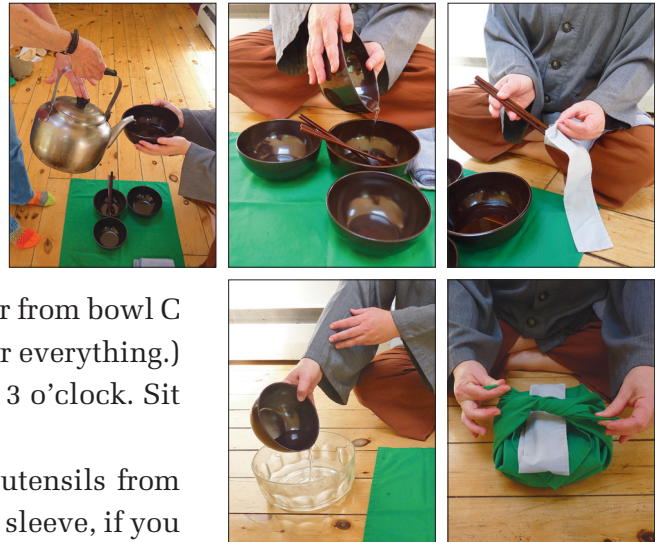 r from bowl C
r everything.)
3 o’clock. Sit
utensils from
sleeve, if you